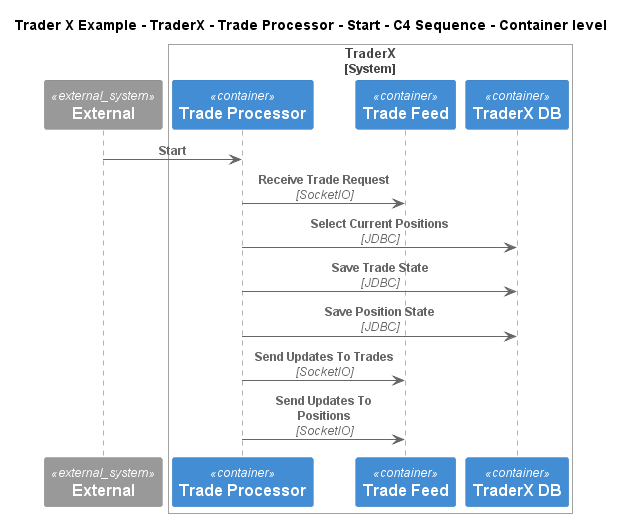 Trader X Example - TraderX - Trade Processor - Start - C4 Sequence - Container level
TraderX
[System]
«external_system»
External
«container»
Trade Processor
«container»
Trade Feed
«container»
TraderX DB
Start
Receive Trade Request
[SocketIO]
Select Current Positions
[JDBC]
Save Trade State
[JDBC]
Save Position State
[JDBC]
Send Updates To Trades
[SocketIO]
Send Updates To
Positions
[SocketIO]
«external_system»
External
«container»
Trade Processor
«container»
Trade Feed
«container»
TraderX DB